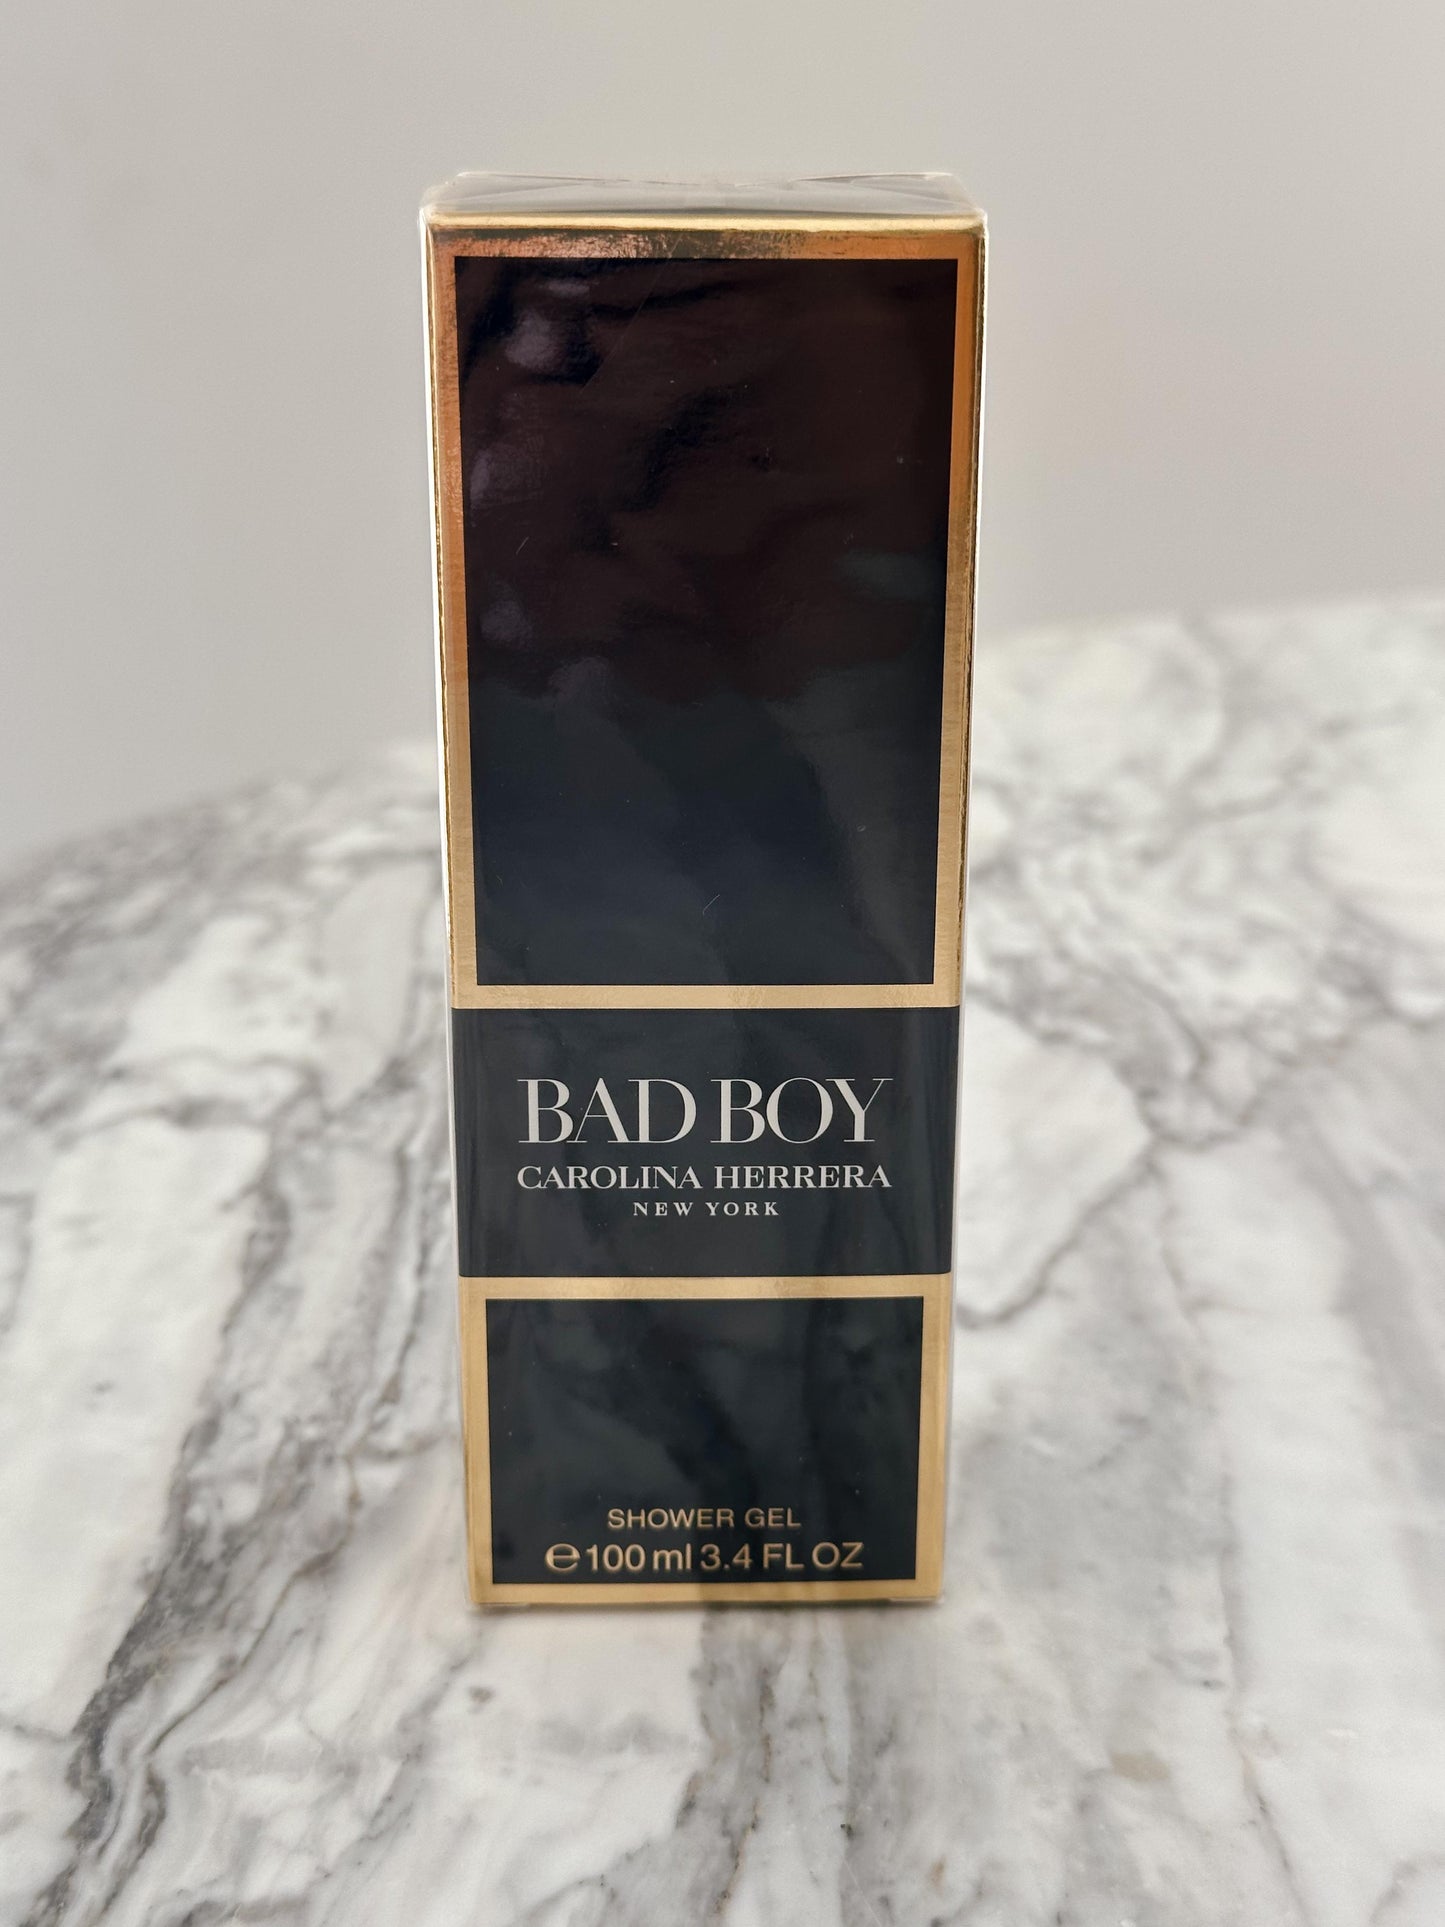 BAD BOY
CAROLINA HERRERA
NEW YORK
SHOWER GEL
℮100 ml 3.4 FL OZ